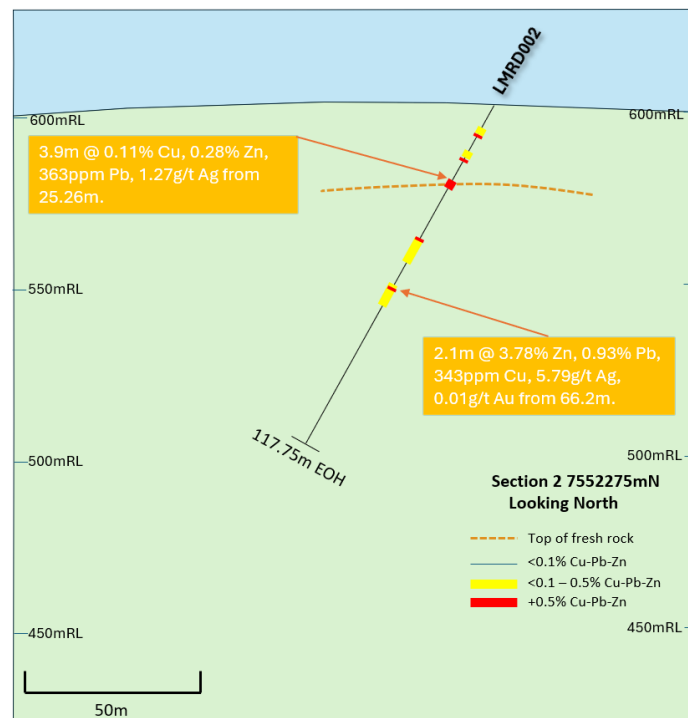 LMRD002
600mRL
600mRL
3.9m @ 0.11% Cu, 0.28% Zn,
363ppm Pb, 1.27g/t Ag from
25.26m.
550mRL
2.1m @ 3.78% Zn, 0.93% Pb,
343ppm Cu, 5.79g/t Ag,
0.01g/t Au from 66.2m.
117.75m EOH
500mRL
500mRL
Section 2 7552275mN
Looking North
Top of fresh rock
<0.1% Cu-Pb-Zn
<0.1 – 0.5% Cu-Pb-Zn
+0.5% Cu-Pb-Zn
450mRL
450mRL
50m